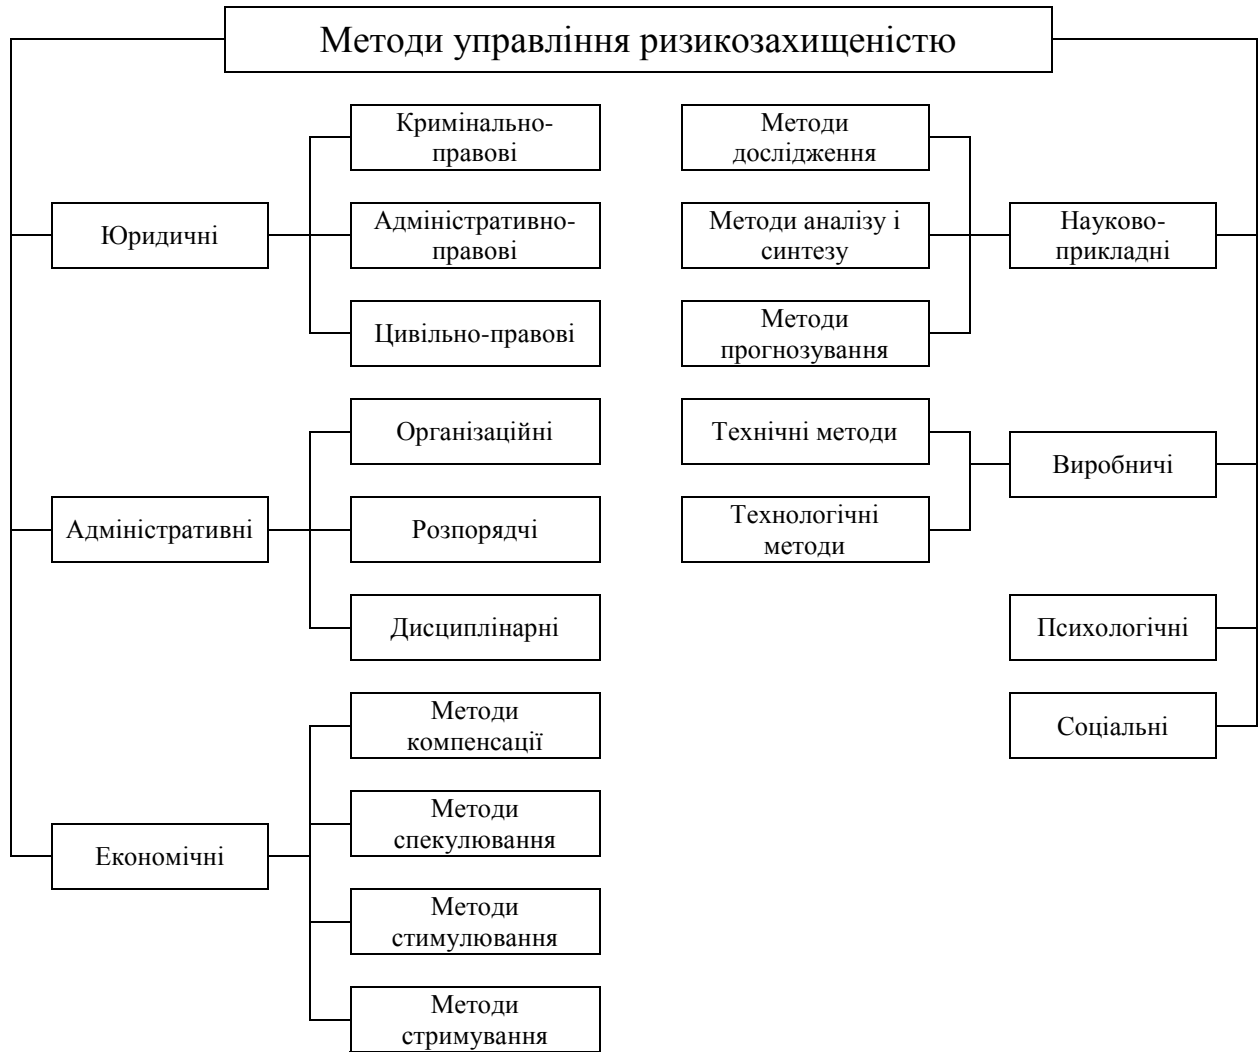 Методи управління ризикозахищеністю
Юридичні
Кримінально-
правові
Адміністративно-
правові
Цивільно-правові
Адміністративні
Організаційні
Розпорядчі
Дисциплінарні
Економічні
Методи
компенсації
Методи
спекулювання
Методи
стимулювання
Методи
стримування
Науково-
прикладні
Методи
дослідження
Методи аналізу і
синтезу
Методи
прогнозування
Виробничі
Технічні методи
Технологічні
методи
Психологічні
Соціальні